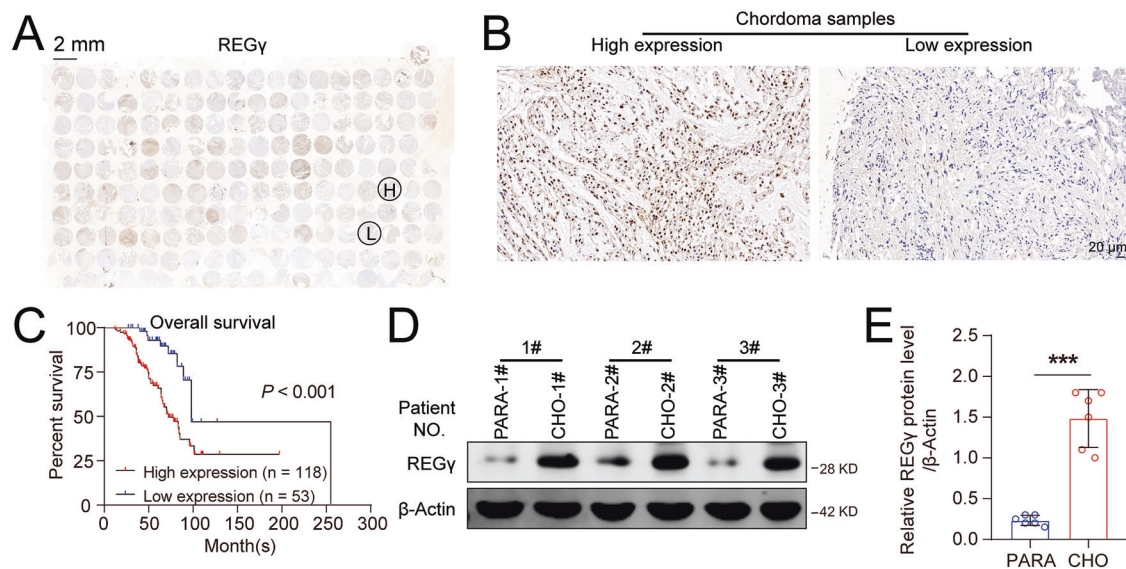 A
2 mm
REGγ
H
L
B
Chordoma samples
High expression
Low expression
20 μm
C
Overall survival
P < 0.001
Percent survival
100
75
50
25
0
High expression (n = 118)
Low expression (n = 53)
0
50
100
150
200
250
300
Month(s)
D
1#
2#
3#
Patient
NO.
PARA-1#
CHO-1#
PARA-2#
CHO-2#
PARA-3#
CHO-3#
REGγ
–28 KD
β-Actin
–42 KD
E
Relative REGγ protein level
/β-Actin
2.5
2.0
1.5
1.0
0.5
0.0
***
PARA
CHO